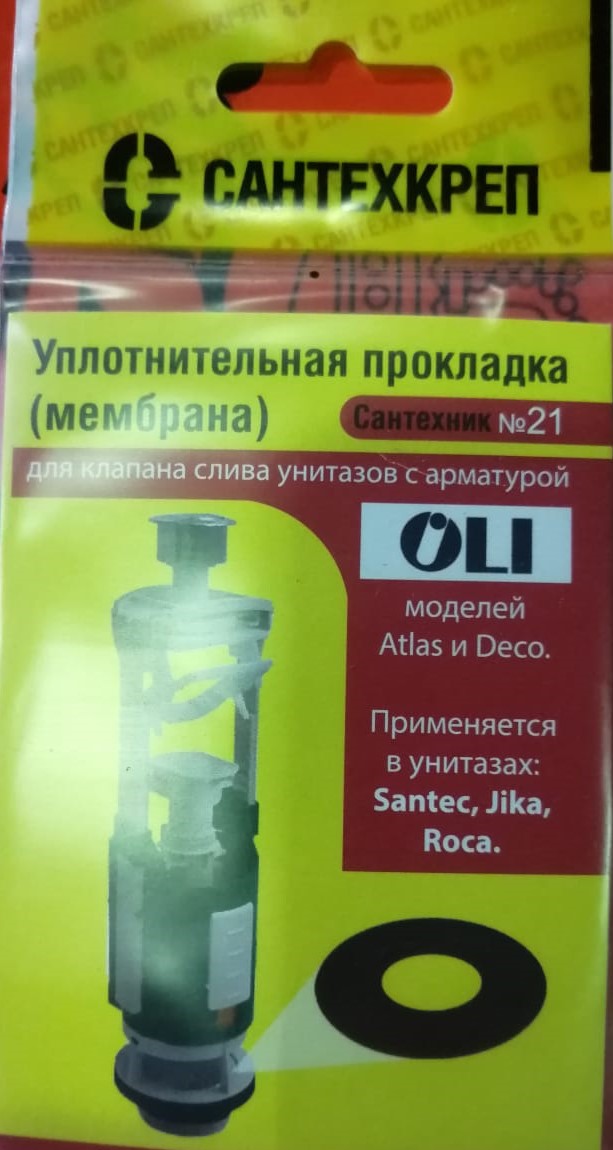 САНТЕХКРЕП
Уплотнительная прокладка
(мембрана)
Сантехник №21
для клапана слива унитазов с арматурой
OLI
моделей
Atlas и Deco.
Применяется
в унитазах:
Santec, Jika,
Roca.